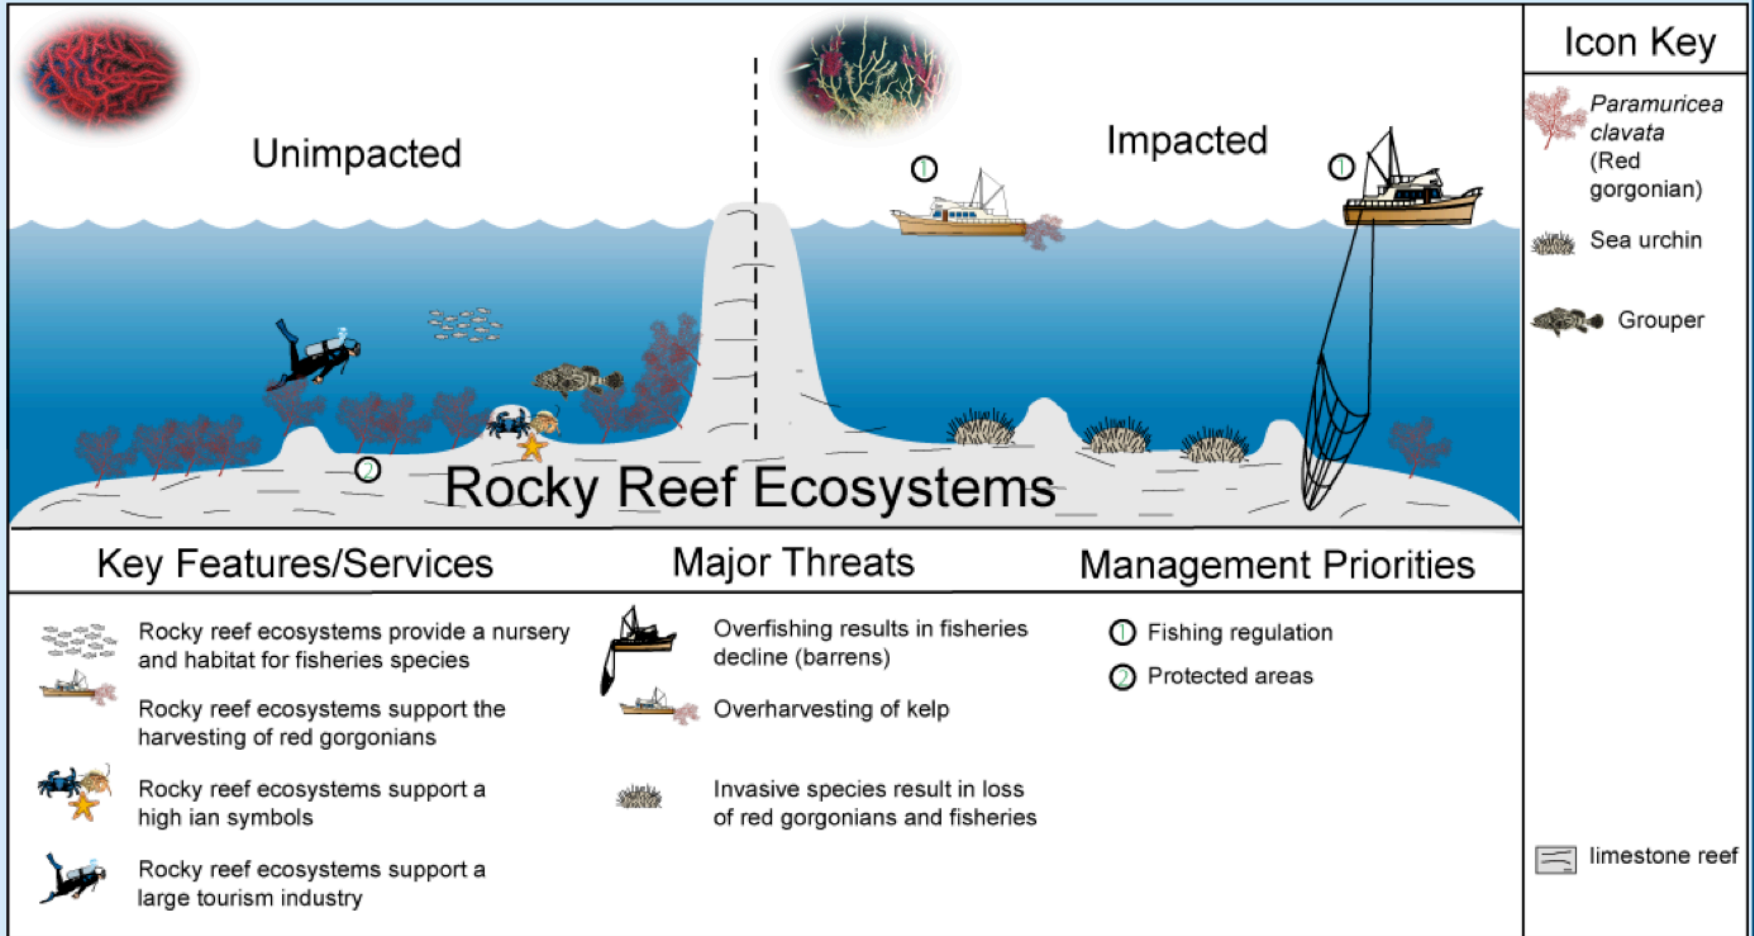 Unimpacted
Impacted
1
1
2
Rocky Reef Ecosystems
Key Features/Services
Rocky reef ecosystems provide a nursery
and habitat for fisheries species
Rocky reef ecosystems support the
harvesting of red gorgonians
Rocky reef ecosystems support a
high ian symbols
Rocky reef ecosystems support a
large tourism industry
Major Threats
Overfishing results in fisheries
decline (barrens)
Overharvesting of kelp
Invasive species result in loss
of red gorgonians and fisheries
Management Priorities
1 Fishing regulation
2 Protected areas
Icon Key
Paramuricea
clavata
(Red
gorgonian)
Sea urchin
Grouper
limestone reef